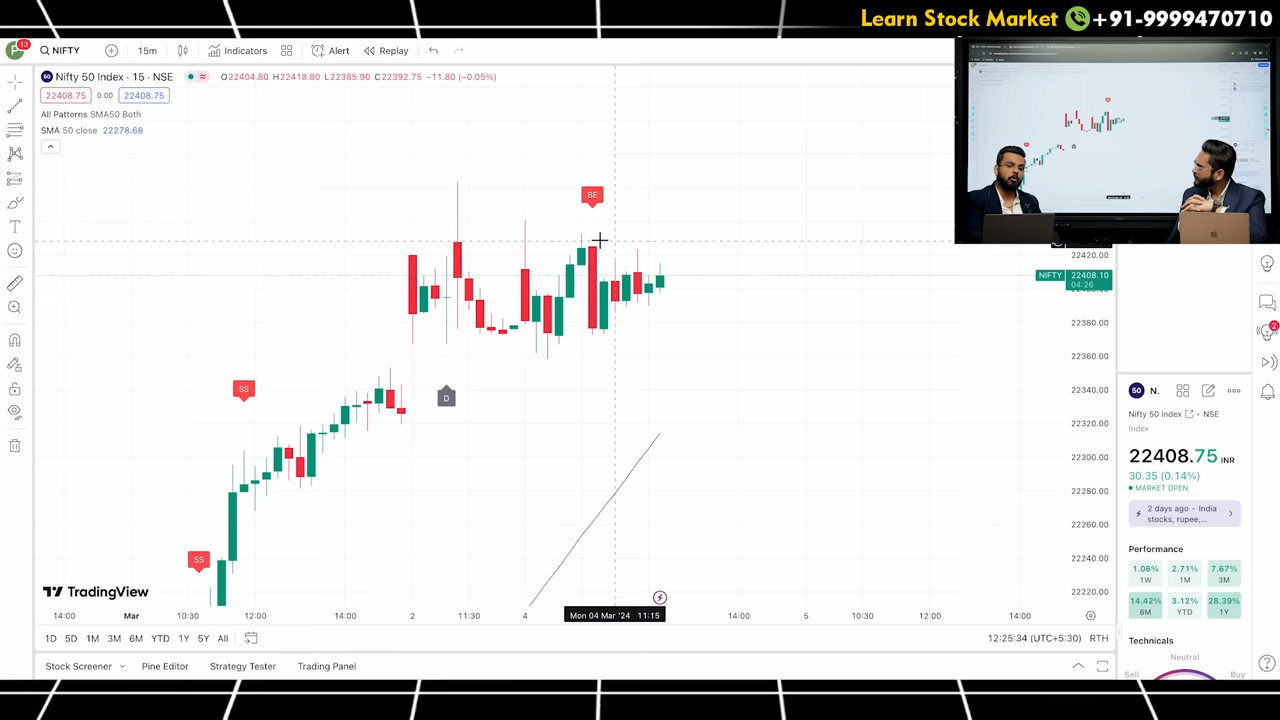 Learn Stock Market +91-9999470710
13
NIFTY
15m
Indicators
Alert
Replay
Nifty 50 Index · 15 · NSE
O22404.80 H22418.80 L22385.90 C22392.75 −11.80 (−0.05%)
22408.75 0.00 22408.75
All Patterns SMA50 Both
SMA 50 close 22278.68
BE
22420.00
NIFTY 22408.10
04:26
22380.00
22360.00
22340.00
22320.00
22300.00
22280.00
22260.00
22240.00
22220.00
SS
D
SS
TradingView
14:00 Mar 10:30 12:00 14:00 2 11:30 4 Mon 04 Mar '24 11:15 14:00 5 10:30 12:00 14:00
1D 5D 1M 3M 6M YTD 1Y 5Y All
12:25:34 (UTC+5:30) RTH
Stock Screener Pine Editor Strategy Tester Trading Panel
2
50 N.
Nifty 50 Index · NSE
Index
22408.75 INR
30.35 (0.14%)
MARKET OPEN
2 days ago · India
stocks, rupee,...
Performance
1.06% 2.71% 7.67%
1W 1M 3M
14.42% 3.12% 28.39%
6M YTD 1Y
Technicals
Neutral
Sell Buy